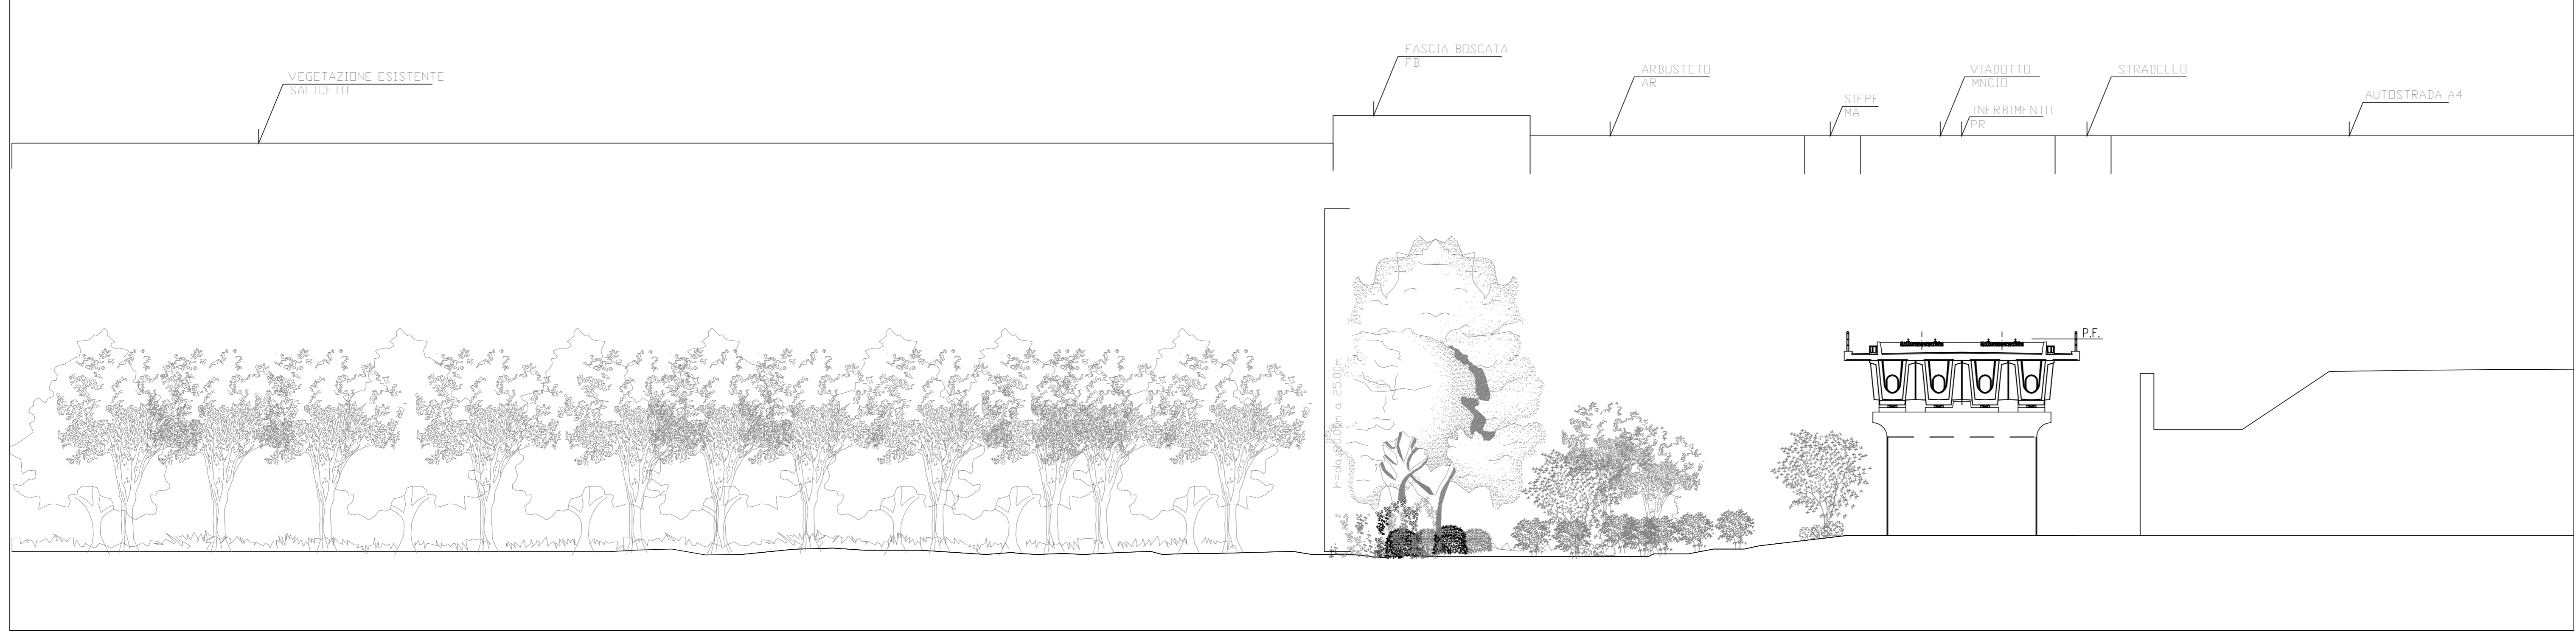 VEGETAZIONE ESISTENTE
SALICETO
FASCIA BOSCATA
FB
ARBUSTETO
AR
SIEPE
MA
VIADOTTO
MNCIO
INERBIMENTO
PR
STRADELLO
AUTOSTRADA A4
P.F.